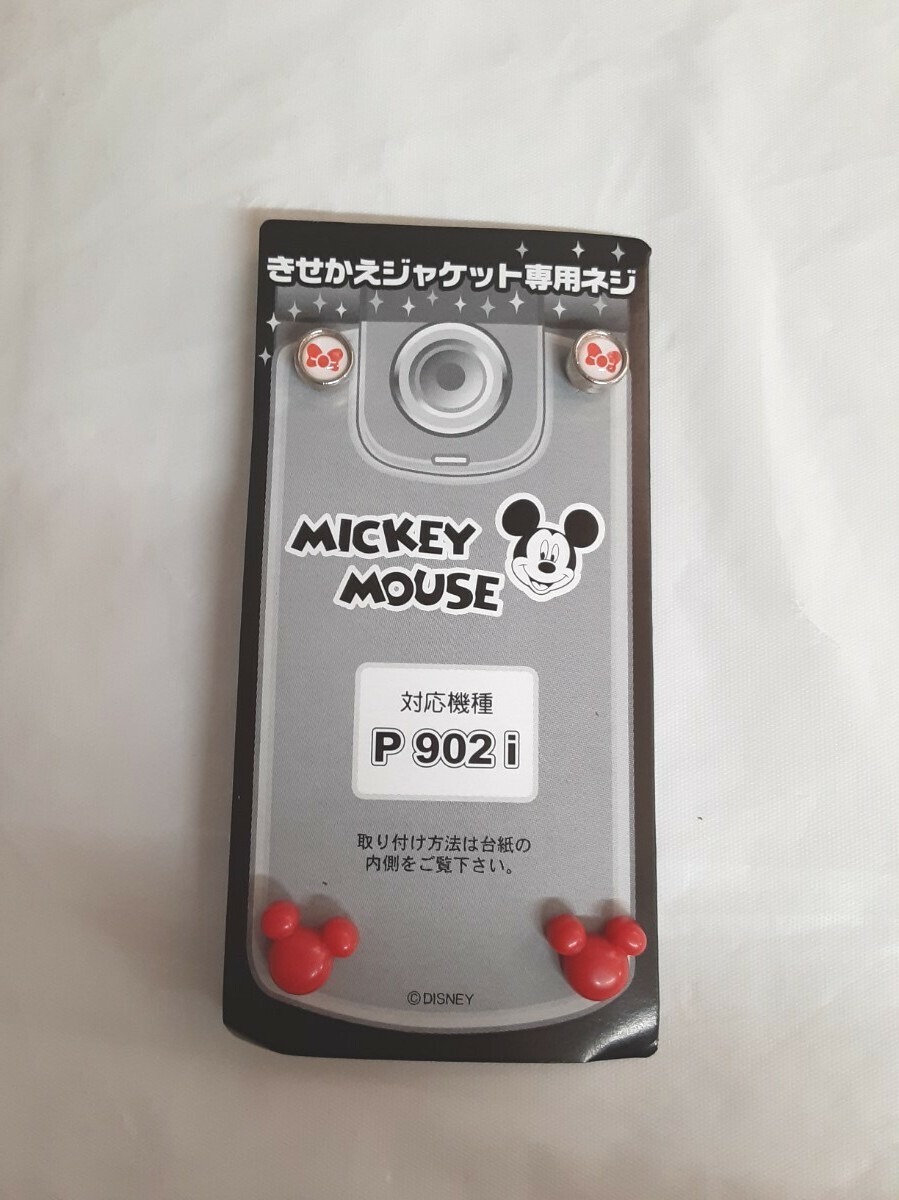 きせかえジャケット専用ネジ
MICKEY
MOUSE
対応機種
P 902 i
取り付け方法は台紙の
内側をご覧下さい。
©DISNEY